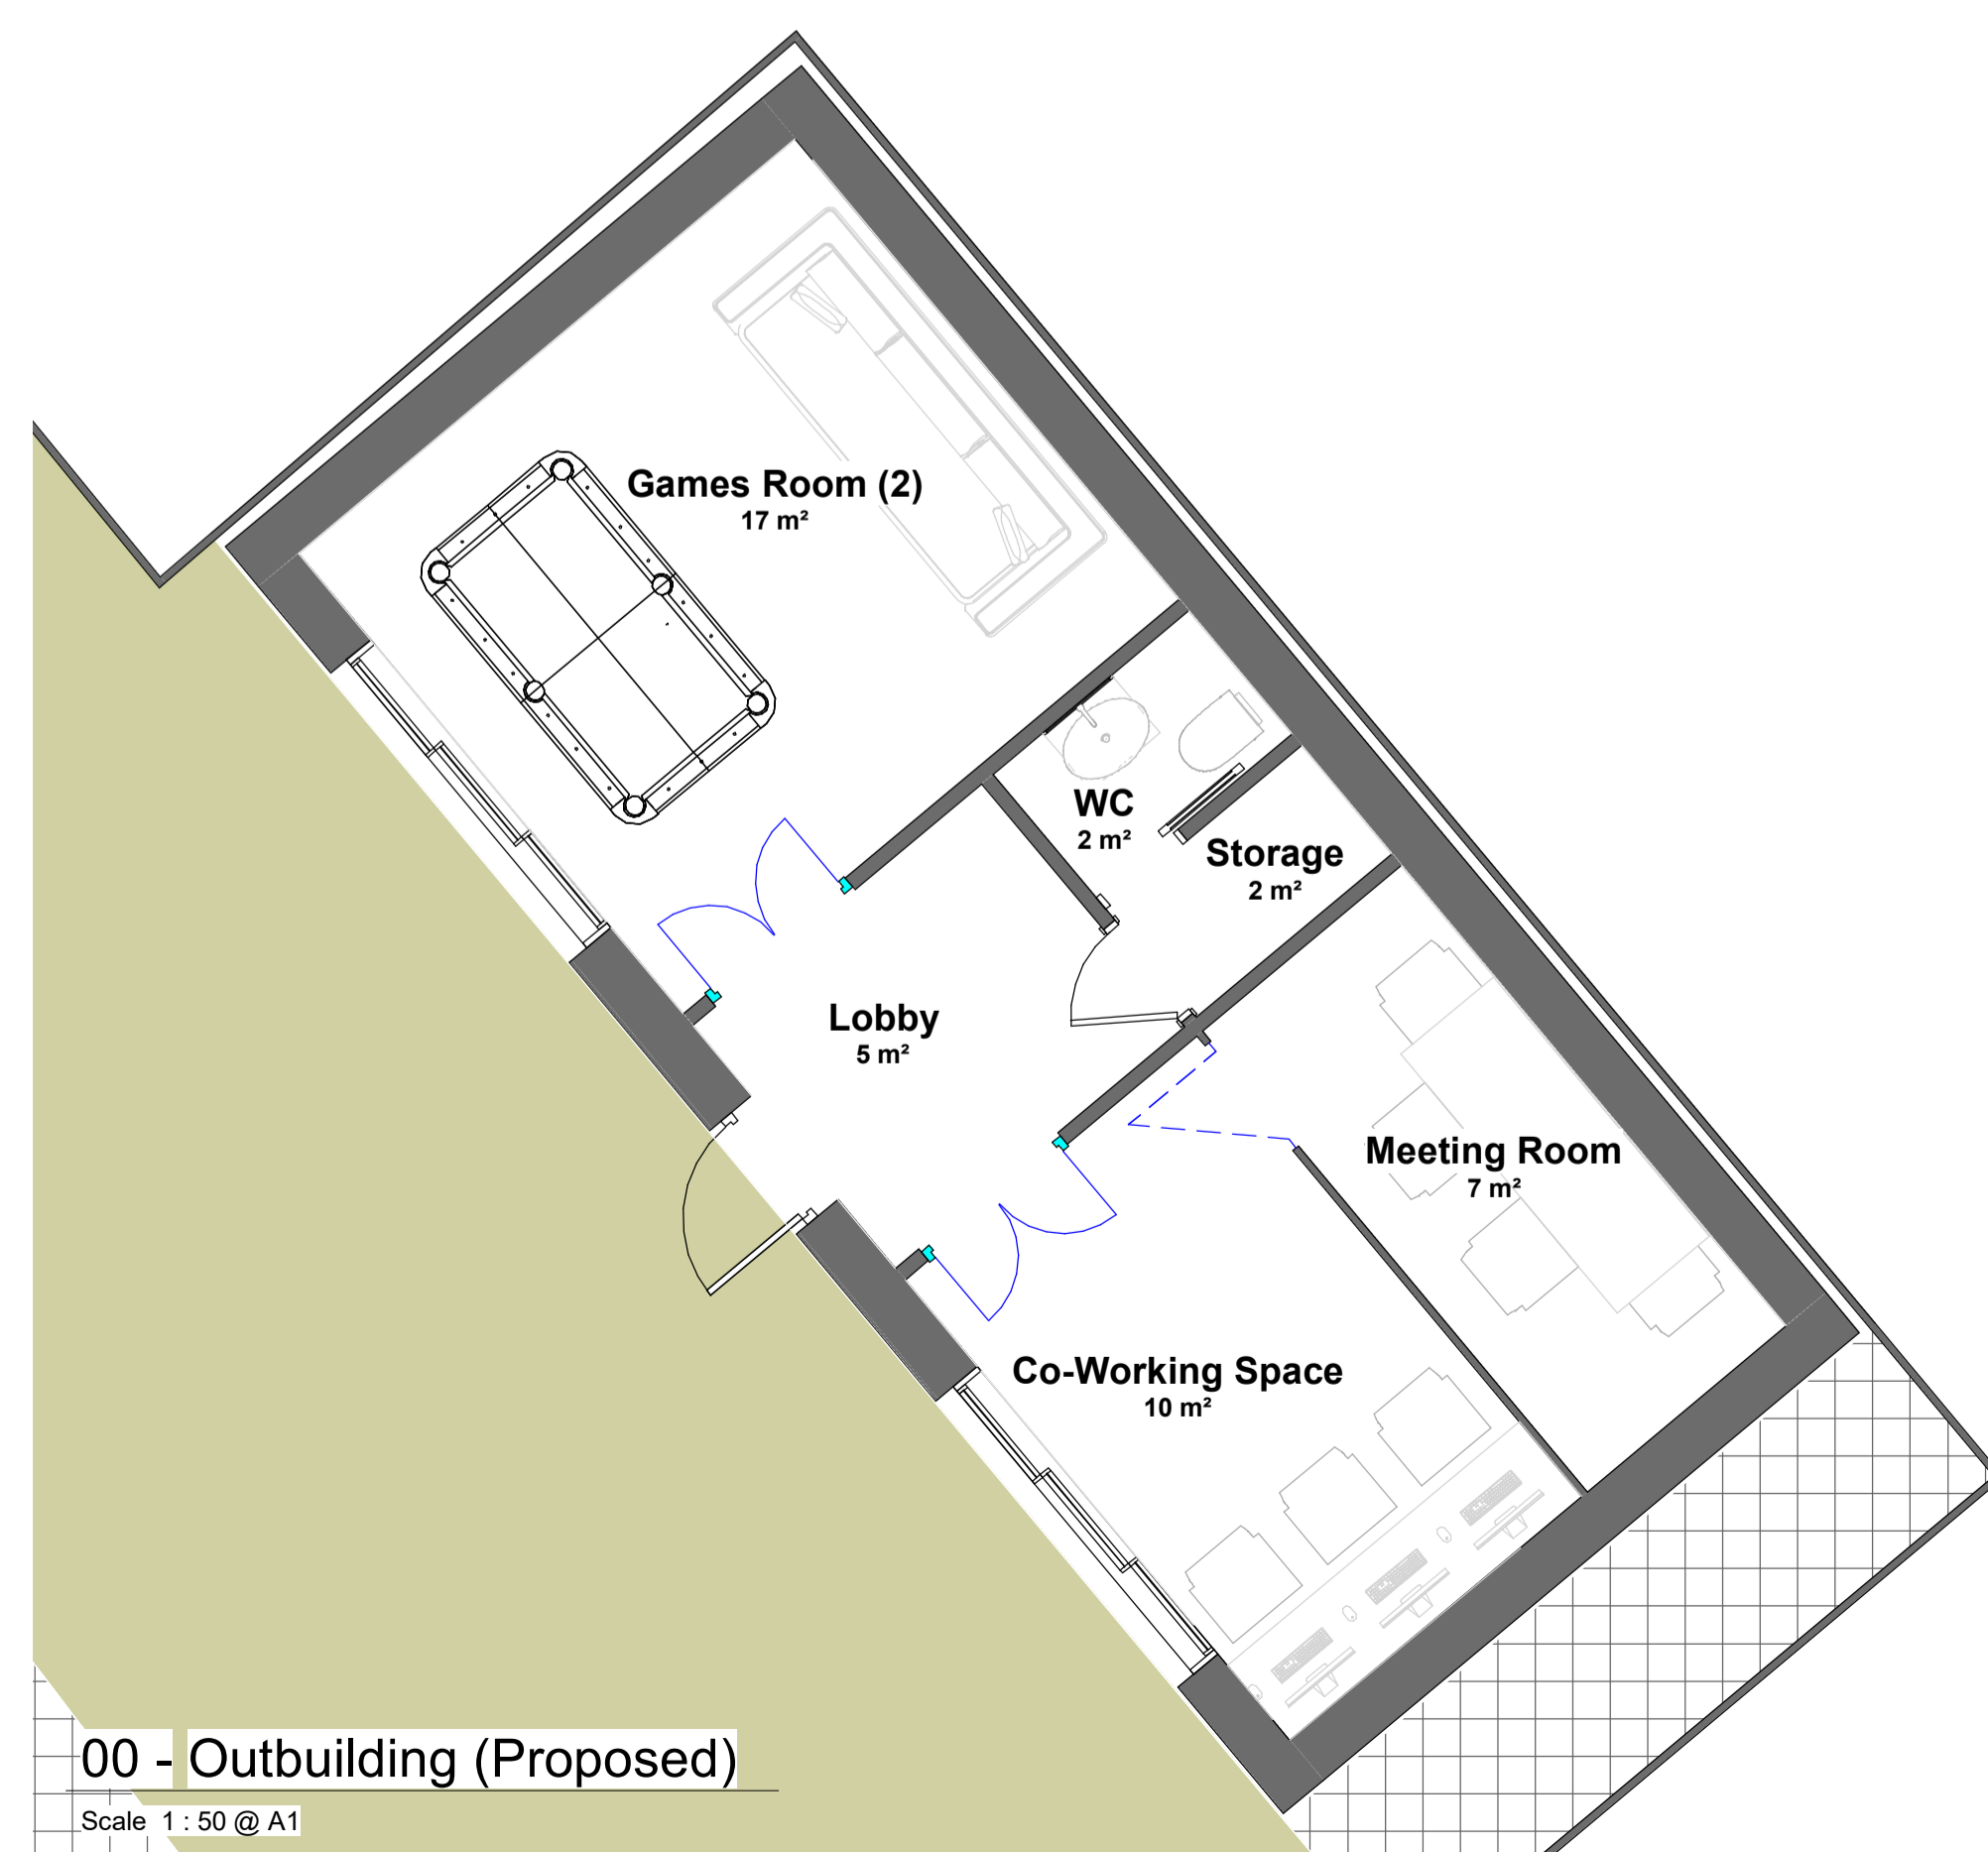 Games Room (2)
17 m²
WC
2 m²
Storage
2 m²
Lobby
5 m²
Meeting Room
7 m²
Co-Working Space
10 m²
00 - Outbuilding (Proposed)
Scale 1 : 50 @ A1